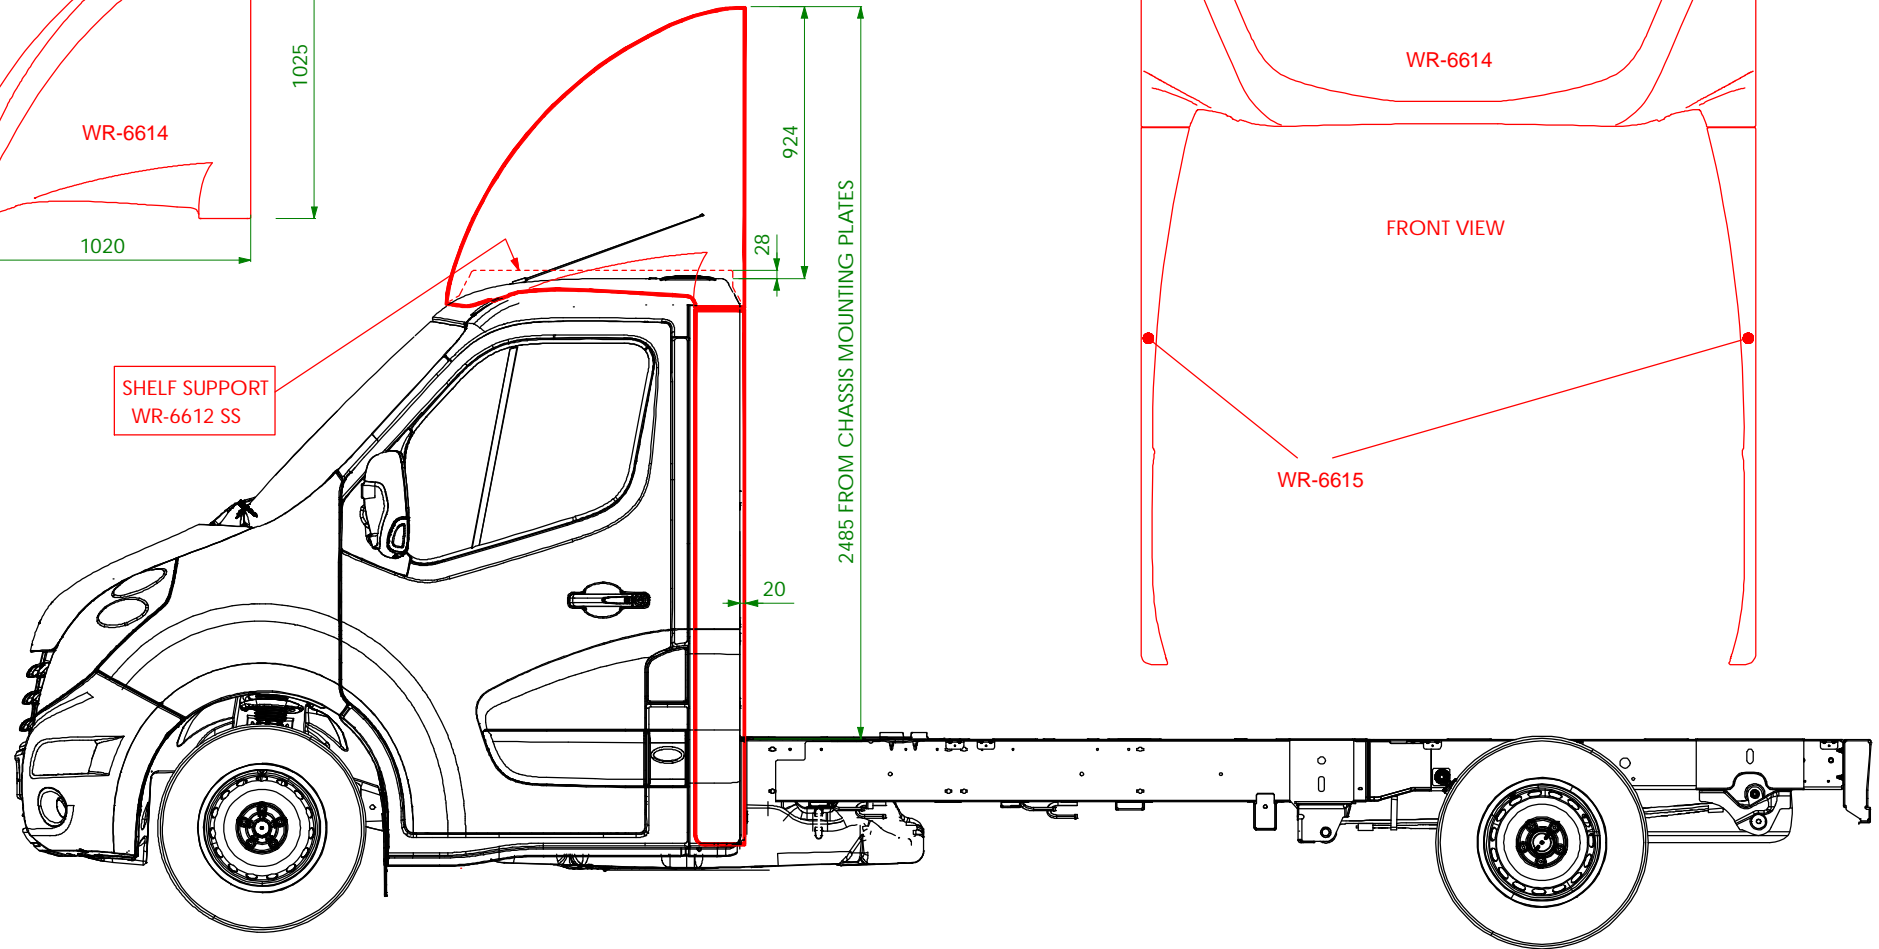 1025
WR-6614
1020
924
28
2485 FROM CHASSIS MOUNTING PLATES
20
SHELF SUPPORT
WR-6612 SS
WR-6614
FRONT VIEW
WR-6615